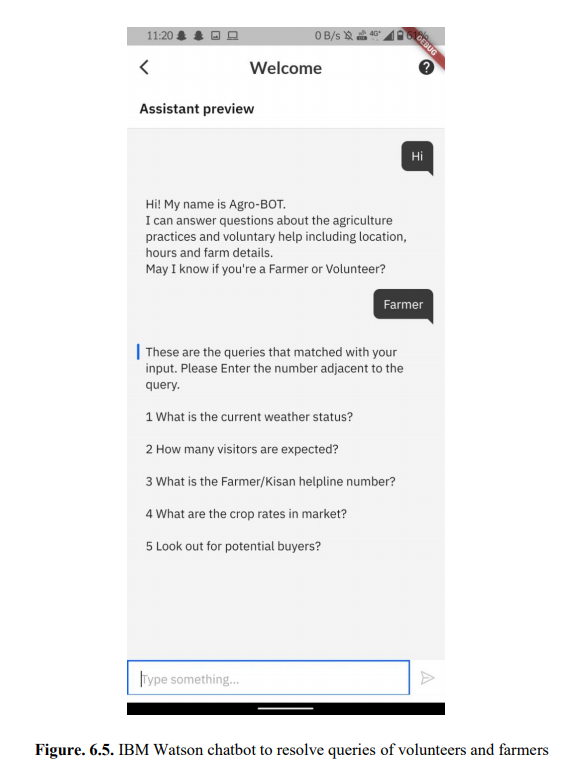 11:20 0 B/s 4G+ 61%
DEBUG
Welcome
?
Assistant preview
Hi
Hi! My name is Agro-BOT.
I can answer questions about the agriculture
practices and voluntary help including location,
hours and farm details.
May I know if you're a Farmer or Volunteer?
Farmer
These are the queries that matched with your
input. Please Enter the number adjacent to the
query.
1 What is the current weather status?
2 How many visitors are expected?
3 What is the Farmer/Kisan helpline number?
4 What are the crop rates in market?
5 Look out for potential buyers?
Type something...
Figure. 6.5. IBM Watson chatbot to resolve queries of volunteers and farmers